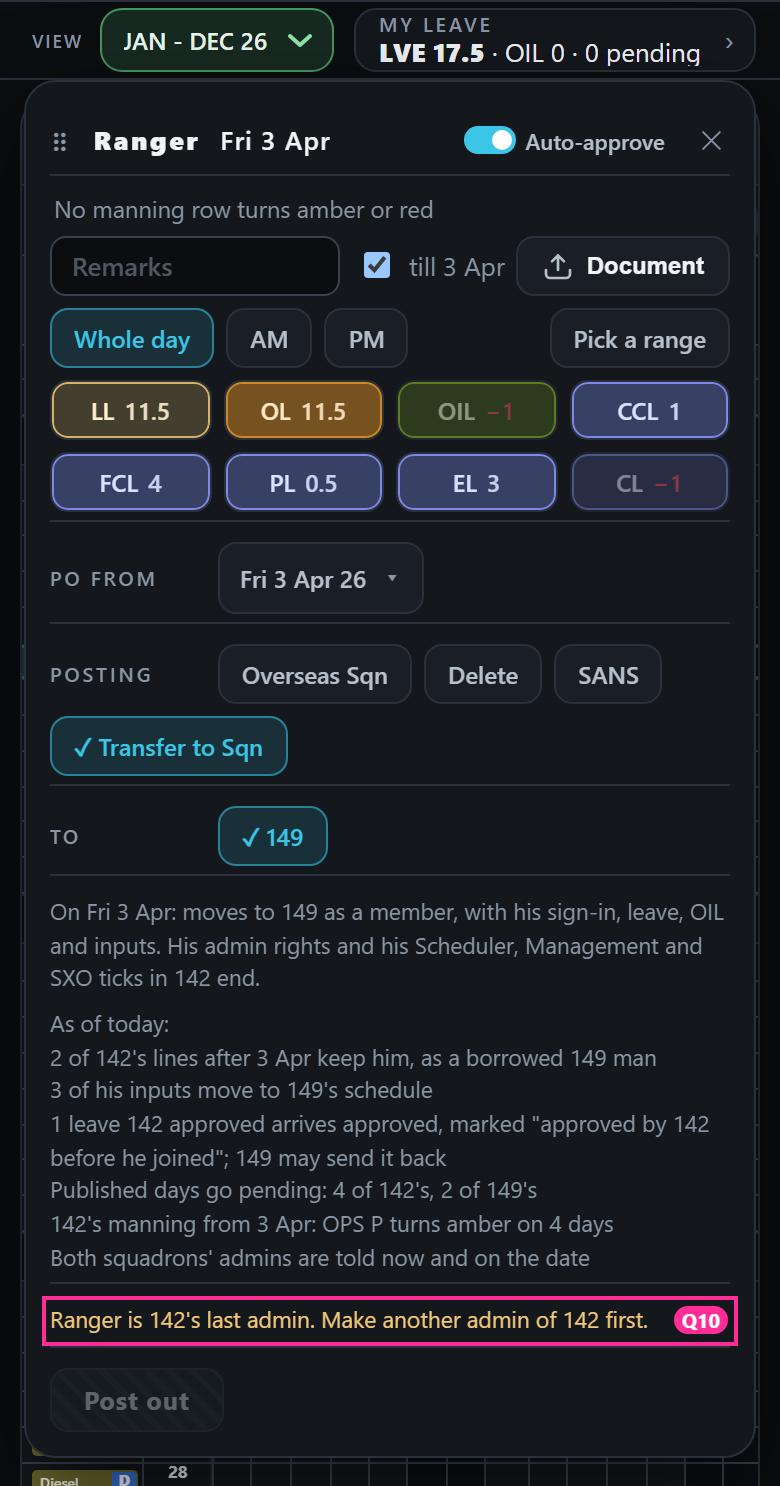 VIEW JAN - DEC 26
MY LEAVE
LVE 17.5 · OIL 0 · 0 pending ›
Ranger Fri 3 Apr Auto-approve
No manning row turns amber or red
Remarks till 3 Apr Document
Whole day AM PM Pick a range
LL 11.5 OL 11.5 OIL −1 CCL 1
FCL 4 PL 0.5 EL 3 CL −1
PO FROM Fri 3 Apr 26
POSTING Overseas Sqn Delete SANS
✓ Transfer to Sqn
TO ✓ 149
On Fri 3 Apr: moves to 149 as a member, with his sign-in, leave, OIL
and inputs. His admin rights and his Scheduler, Management and
SXO ticks in 142 end.
As of today:
2 of 142's lines after 3 Apr keep him, as a borrowed 149 man
3 of his inputs move to 149's schedule
1 leave 142 approved arrives approved, marked "approved by 142
before he joined"; 149 may send it back
Published days go pending: 4 of 142's, 2 of 149's
142's manning from 3 Apr: OPS P turns amber on 4 days
Both squadrons' admins are told now and on the date
Ranger is 142's last admin. Make another admin of 142 first. Q10
Post out
Diesel D 28